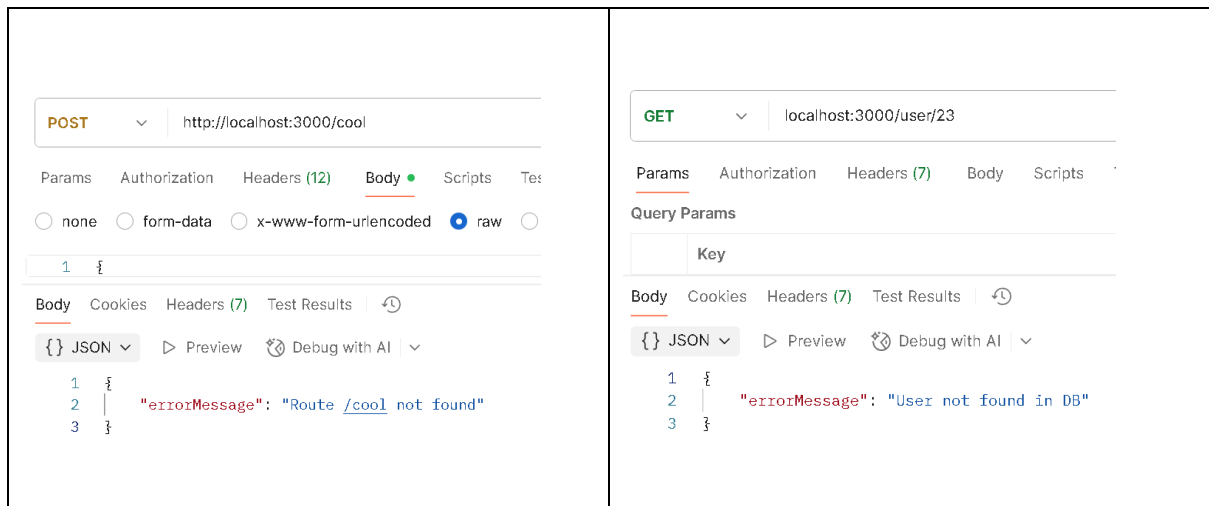 POST http://localhost:3000/cool
Params Authorization Headers (12) Body Scripts
none form-data x-www-form-urlencoded raw
1 {
Body Cookies Headers (7) Test Results
{} JSON Preview Debug with AI
1 {
2 "errorMessage": "Route /cool not found"
3 }
GET localhost:3000/user/23
Params Authorization Headers (7) Body Scripts
Query Params
Key
Body Cookies Headers (7) Test Results
{} JSON Preview Debug with AI
1 {
2 "errorMessage": "User not found in DB"
3 }